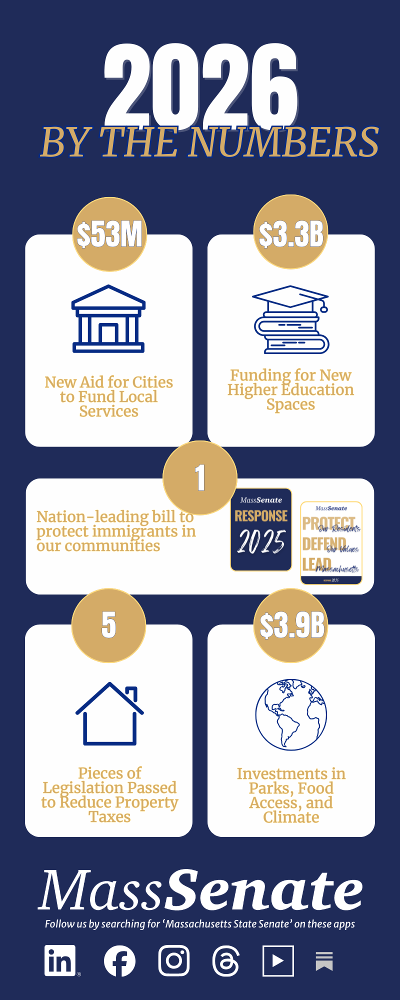 2026
BY THE NUMBERS
$53M
New Aid for Cities
to Fund Local
Services
$3.3B
Funding for New
Higher Education
Spaces
1
Nation-leading bill to
protect immigrants in
our communities
MassSenate
RESPONSE
2025
MassSenate
PROTECT
Our Residents
DEFEND
Our Values
LEAD
Massachusetts
RESPONSE 2025
5
Pieces of
Legislation Passed
to Reduce Property
Taxes
$3.9B
Investments in
Parks, Food
Access, and
Climate
MassSenate
Follow us by searching for ‘Massachusetts State Senate’ on these apps
in ®